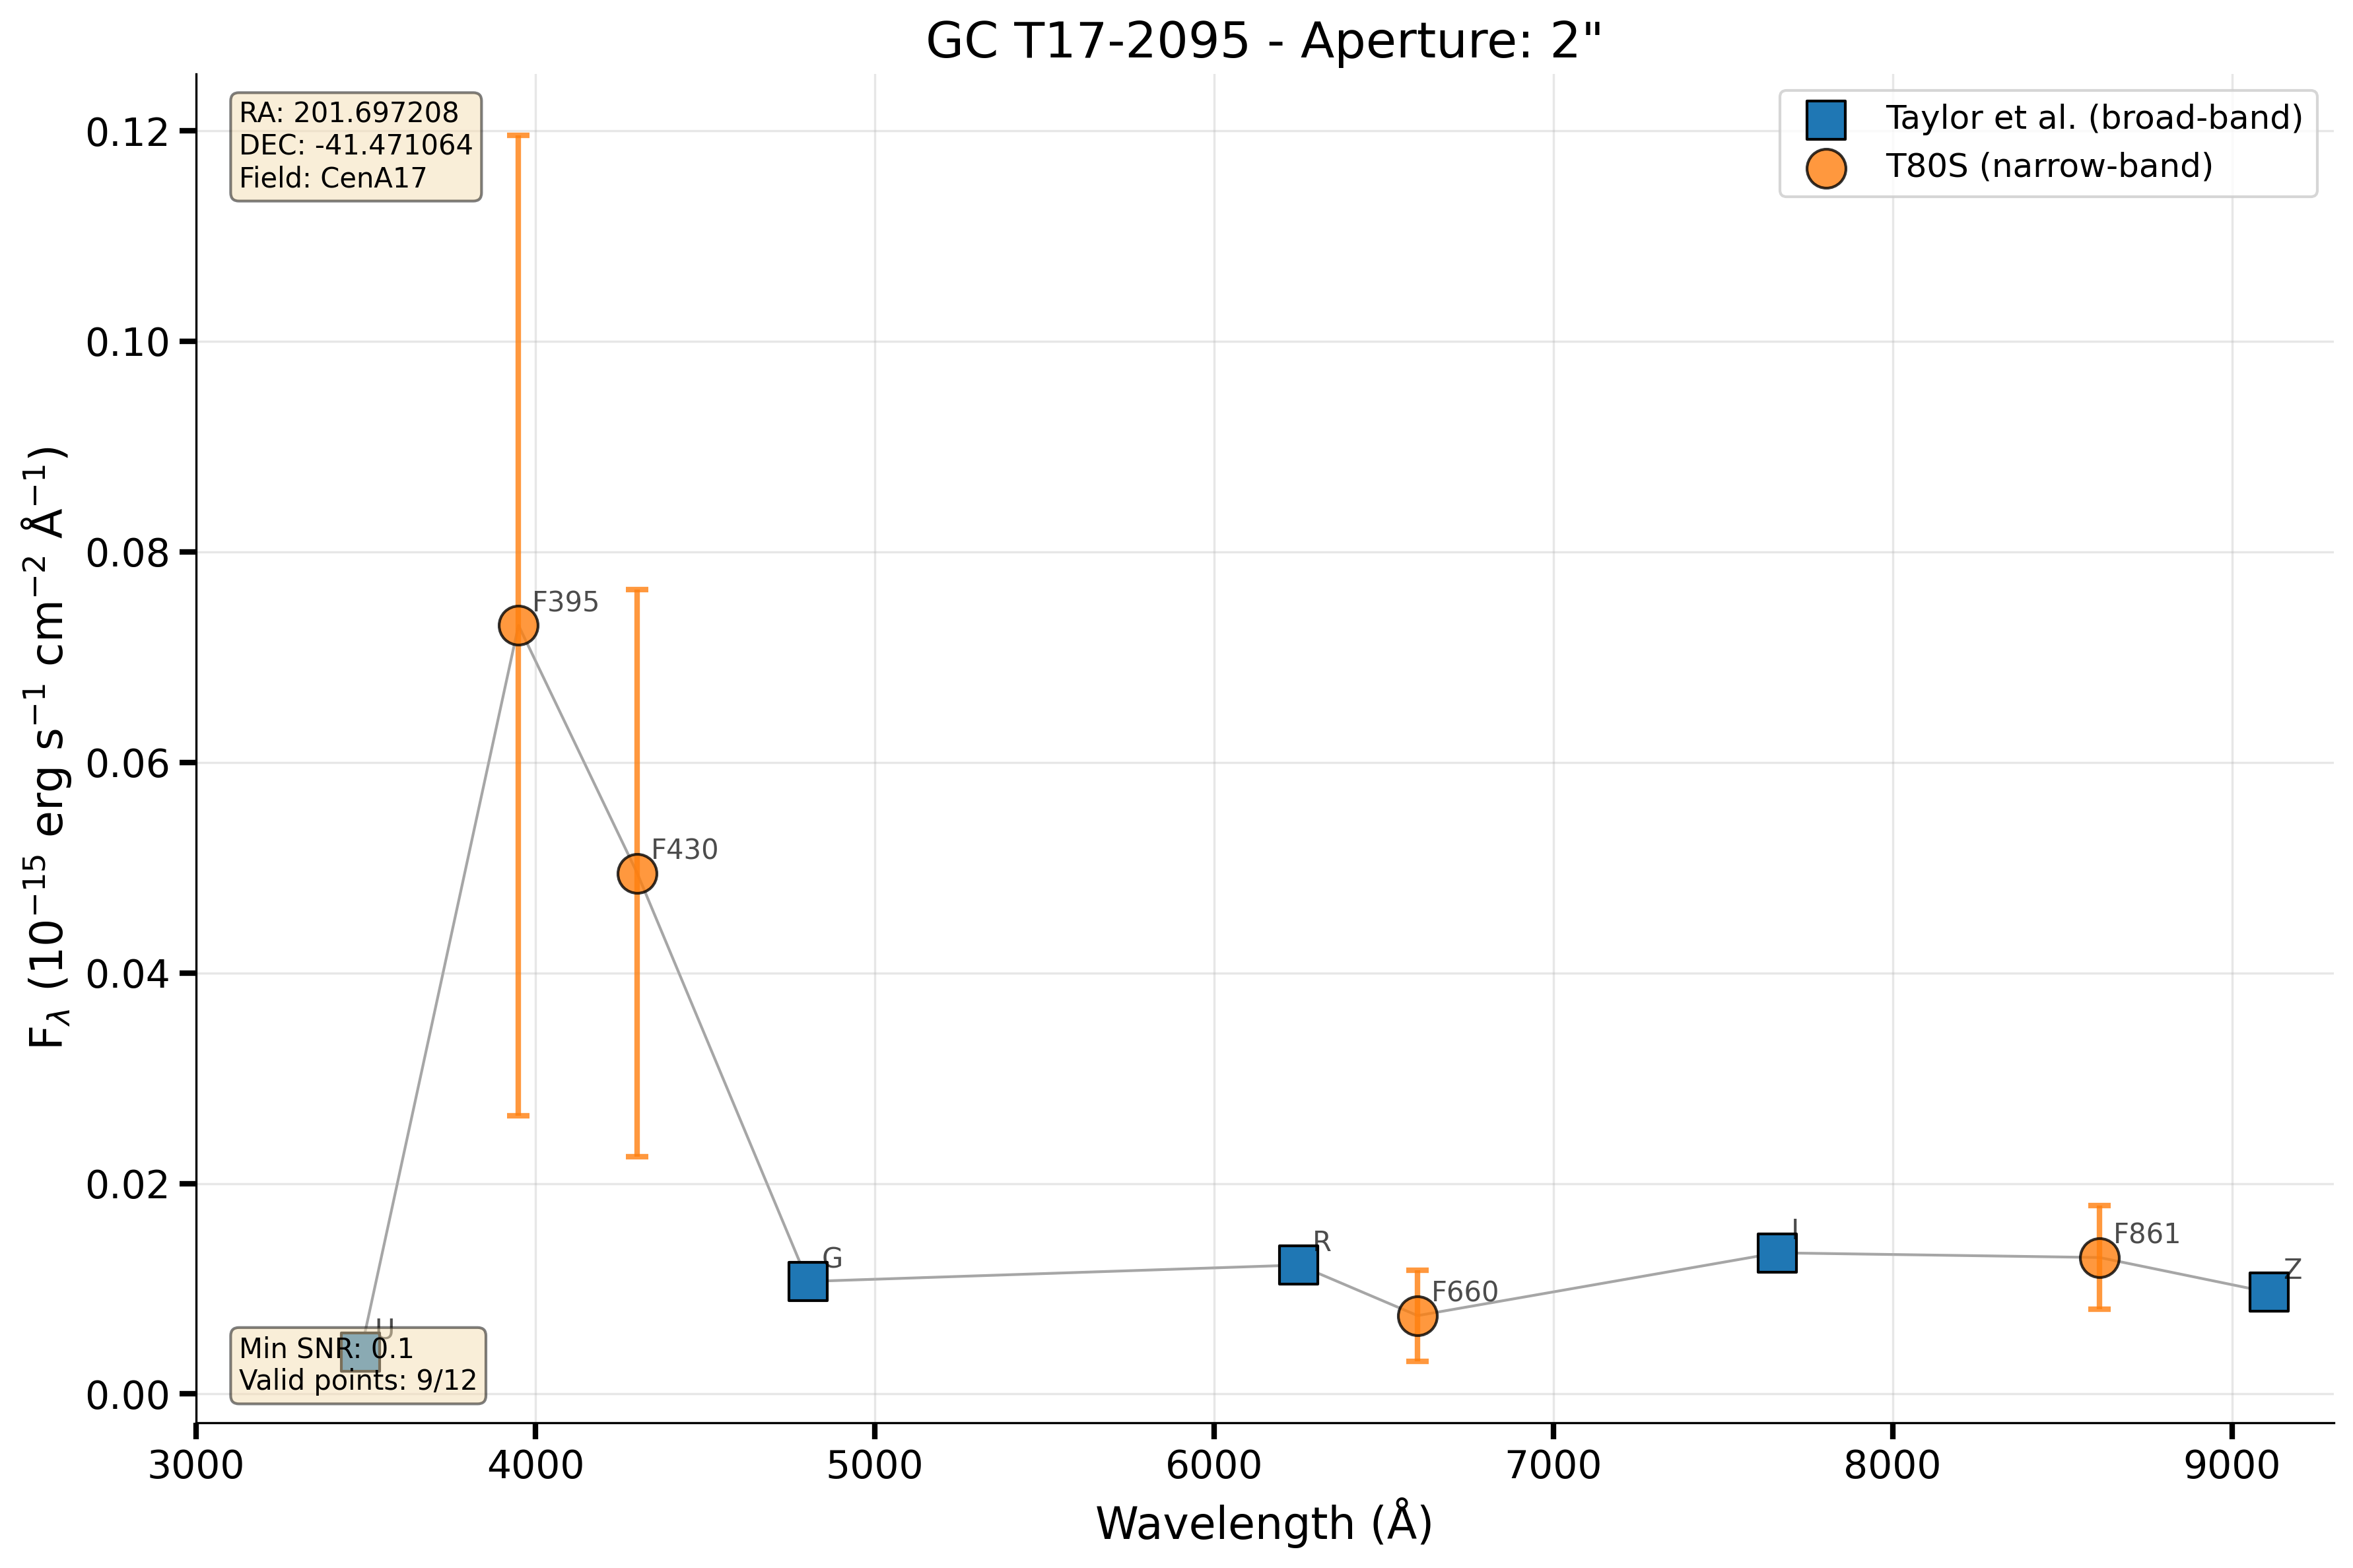 GC T17-2095 - Aperture: 2"
RA: 201.697208
DEC: -41.471064
Field: CenA17
Taylor et al. (broad-band)
T80S (narrow-band)
0.12
0.10
0.08
0.06
0.04
0.02
0.00
F$_{\lambda}$ (10$^{-15}$ erg s$^{-1}$ cm$^{-2}$ Å$^{-1}$)
F395
F430
G
R
I
F861
Z
F660
U
Min SNR: 0.1
Valid points: 9/12
3000 4000 5000 6000 7000 8000 9000
Wavelength (Å)